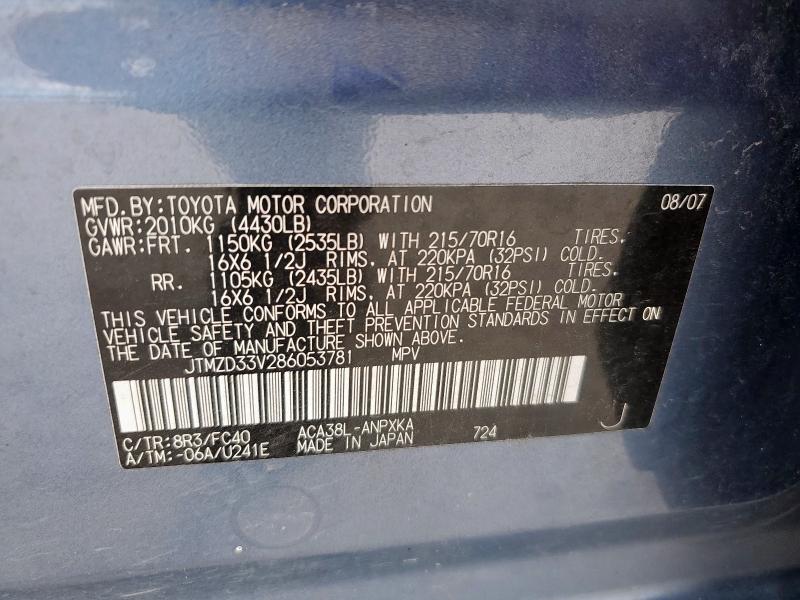 MFD.BY:TOYOTA MOTOR CORPORATION 08/07
GVWR:2010KG (4430LB)
GAWR:FRT. 1150KG (2535LB) WITH 215/70R16 TIRES.
16X6 1/2J RIMS. AT 220KPA (32PSI) COLD.
RR. 1105KG (2435LB) WITH 215/70R16 TIRES.
16X6 1/2J RIMS. AT 220KPA (32PSI) COLD.
THIS VEHICLE CONFORMS TO ALL APPLICABLE FEDERAL MOTOR
VEHICLE SAFETY AND THEFT PREVENTION STANDARDS IN EFFECT ON
THE DATE OF MANUFACTURE SHOWN ABOVE.
JTMZD33V286053781 MPV
C/TR:8R3/FC40 ACA38L-ANPXKA 724 J
A/TM:-06A/U241E MADE IN JAPAN